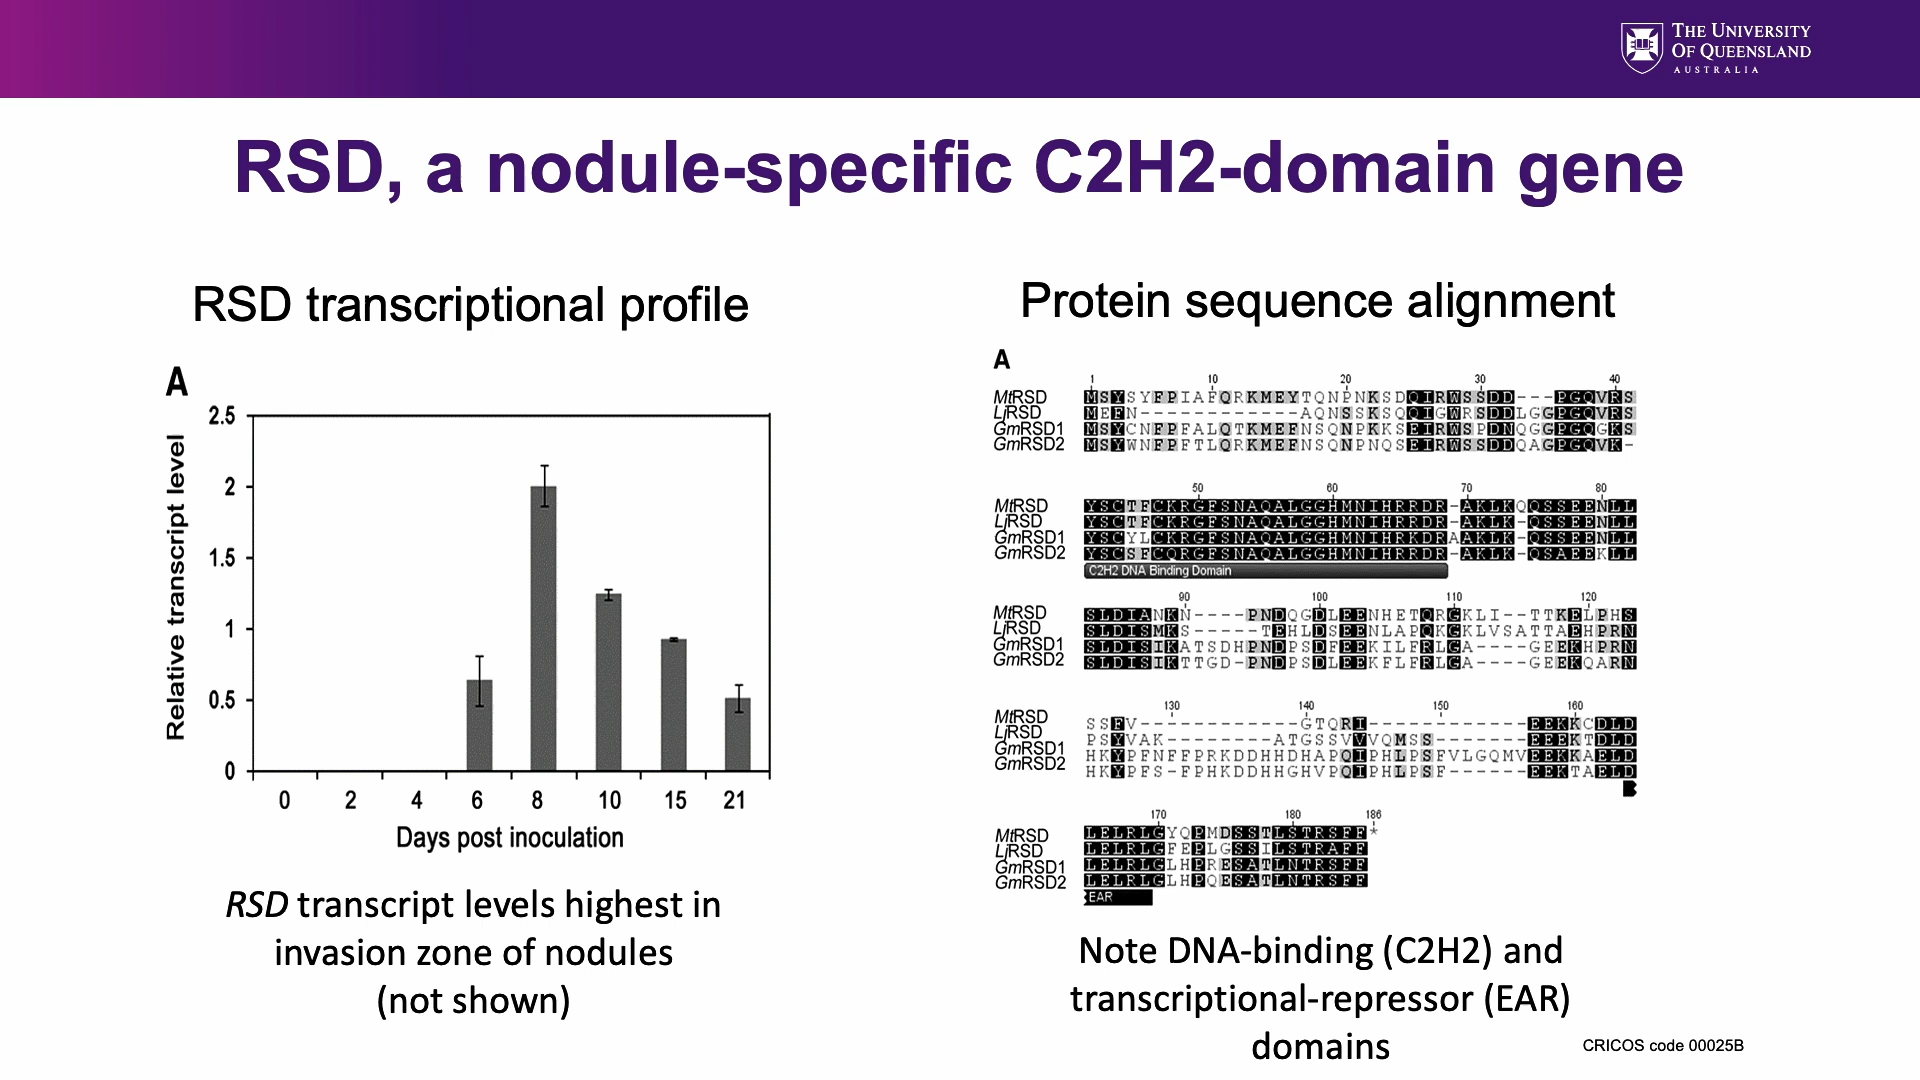 THE UNIVERSITY
OF QUEENSLAND
AUSTRALIA
RSD, a nodule-specific C2H2-domain gene
RSD transcriptional profile
A
Relative transcript level
2.5
2
1.5
1
0.5
0
0 2 4 6 8 10 15 21
Days post inoculation
RSD transcript levels highest in
invasion zone of nodules
(not shown)
Protein sequence alignment
A
1 10 20 30 40
MtRSD MSYSYFPIAFQRKMEYTQNPNKSDQIRWSSDD---PGQVRS
LjRSD MEFN------------AQNSSKSQQIGWRSDDLGGPGQVRS
GmRSD1 MSYCNFPFALQTKMEFNSQNPKKSEIRWSPDNQGGPGQGKS
GmRSD2 MSYWNFPFTLQRKMEFNSQNPNQSEIRWSSDDQAGPGQVK-
50 60 70 80
MtRSD YSCTFCKRGFSNAQALGGHMNIHRRDR-AKLKQQSSEENLL
LjRSD YSCTFCKRGFSNAQALGGHMNIHRRDR-AKLK-QSSEENLL
GmRSD1 YSCYLCKRGFSNAQALGGHMNIHRKDRAAKLK-QSSEENLL
GmRSD2 YSCSFCQRGFSNAQALGGHMNIHRRDR-AKLK-QSAEEKLL
C2H2 DNA Binding Domain
90 100 110 120
MtRSD SLDIANKN----PNDQGDLEENHETQRGKLI--TTKELPHS
LjRSD SLDISMKS-----TEHLDSEENLAPQKGKLVSATTAEHPRN
GmRSD1 SLDISIKATSDHPNDPSDFEEKILFRLGA----GEEKHPRN
GmRSD2 SLDISIKTTGD-PNDPSDLEEKFLFRLGA----GEEKQARN
130 140 150 160
MtRSD SSFV------------GTQRI------------EEKKCDLD
LjRSD PSYVAK--------ATGSSVVVQMSS-------EEEKTDLD
GmRSD1 HKYPFNFFPRKDDHHDHAPQIPHLPSFVLGQMVEEKKAELD
GmRSD2 HKYPFS-FPHKDDHHGHVPQIPHLPSF------EEKTAELD
170 180 186
MtRSD LELRLGYQPMDSSTLSTRSFF*
LjRSD LELRLGFEPLGSSILSTRAFF
GmRSD1 LELRLGLHPRESATLNTRSFF
GmRSD2 LELRLGLHPQESATLNTRSFF
EAR
Note DNA-binding (C2H2) and
transcriptional-repressor (EAR)
domains
CRICOS code 00025B